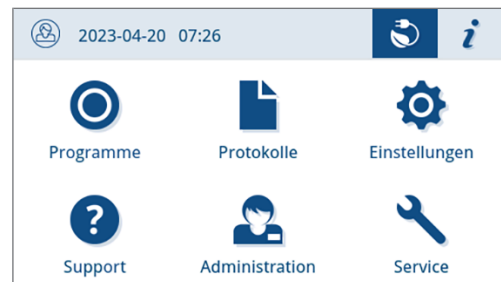 2023-04-20 07:26
i
Programme Protokolle Einstellungen
?
Support Administration Service